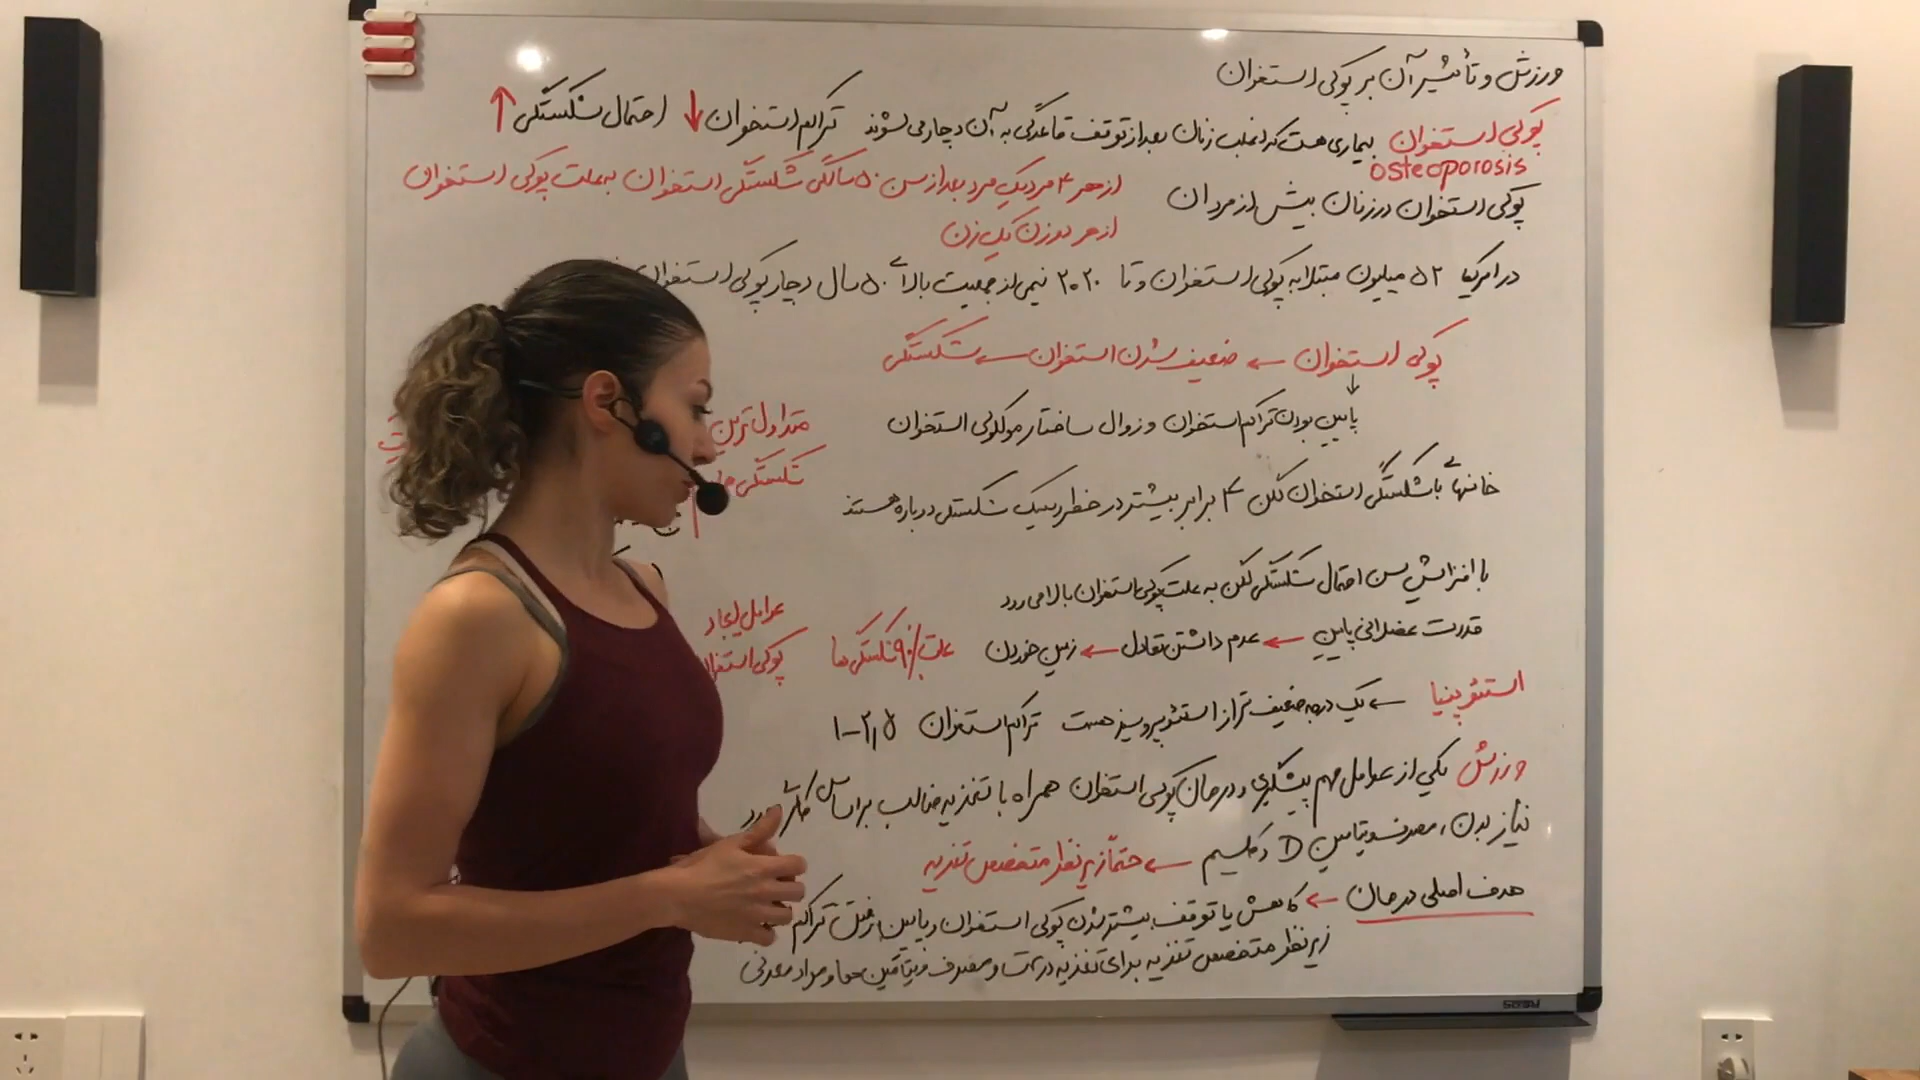 ورزش و تأثیر آن بر پوکی استخوان
پوکی استخوان بیماری هست که اغلب زنان بعد از توقف قاعدگی به آن دچار می شوند تراکم استخوان ↓ احتمال شکستگی ↑
osteoporosis
پوکی استخوان در زنان بیش از مردان
از هر ۴ مرد یک مرد بعد از سن ۵۰ سالگی شکستگی استخوان به علت پوکی استخوان
از هر دو زن یک زن
در امریکا ۵۲ میلیون مبتلا به پوکی استخوان و تا ۲۰۲۰ نیمی از جمعیت بالای ۵۰ سال دچار پوکی استخوان
پوکی استخوان ← ضعیف شدن استخوان ← شکستگی
↓
پایین بودن تراکم استخوان و زوال ساختار مولکولی استخوان
متداول ترین
شکستگی
خانمهای با شکستگی استخوان لگن ۴ برابر بیشتر در خطر ریسک شکستگی دوباره هستند
با افزایش سن احتمال شکستگی لگن به علت پوکی استخوان بالا می رود
قدرت عضلانی پایین ← عدم داشتن تعادل ← زمین خوردن علت ۹۰٪ شکستگی ها
عوامل ایجاد
پوکی استخوان
استئوپنیا ← یک درجه ضعیف تر از استئوپروسیز هست تراکم استخوان ۱-۲,۵
ورزش یکی از عوامل مهم پیشگیری و درمان پوکی استخوان همراه با تغذیه مناسب بر اساس کالری مورد
نیاز بدن، مصرف ویتامین D و کلسیم ← حتماً زیر نظر متخصص تغذیه
هدف اصلی درمان ← کاهش یا توقف بیشتر شدن پوکی استخوان و پایین رفتن تراکم
زیر نظر متخصص تغذیه برای تغذیه درست و مصرف ویتامین ها و مواد معدنی